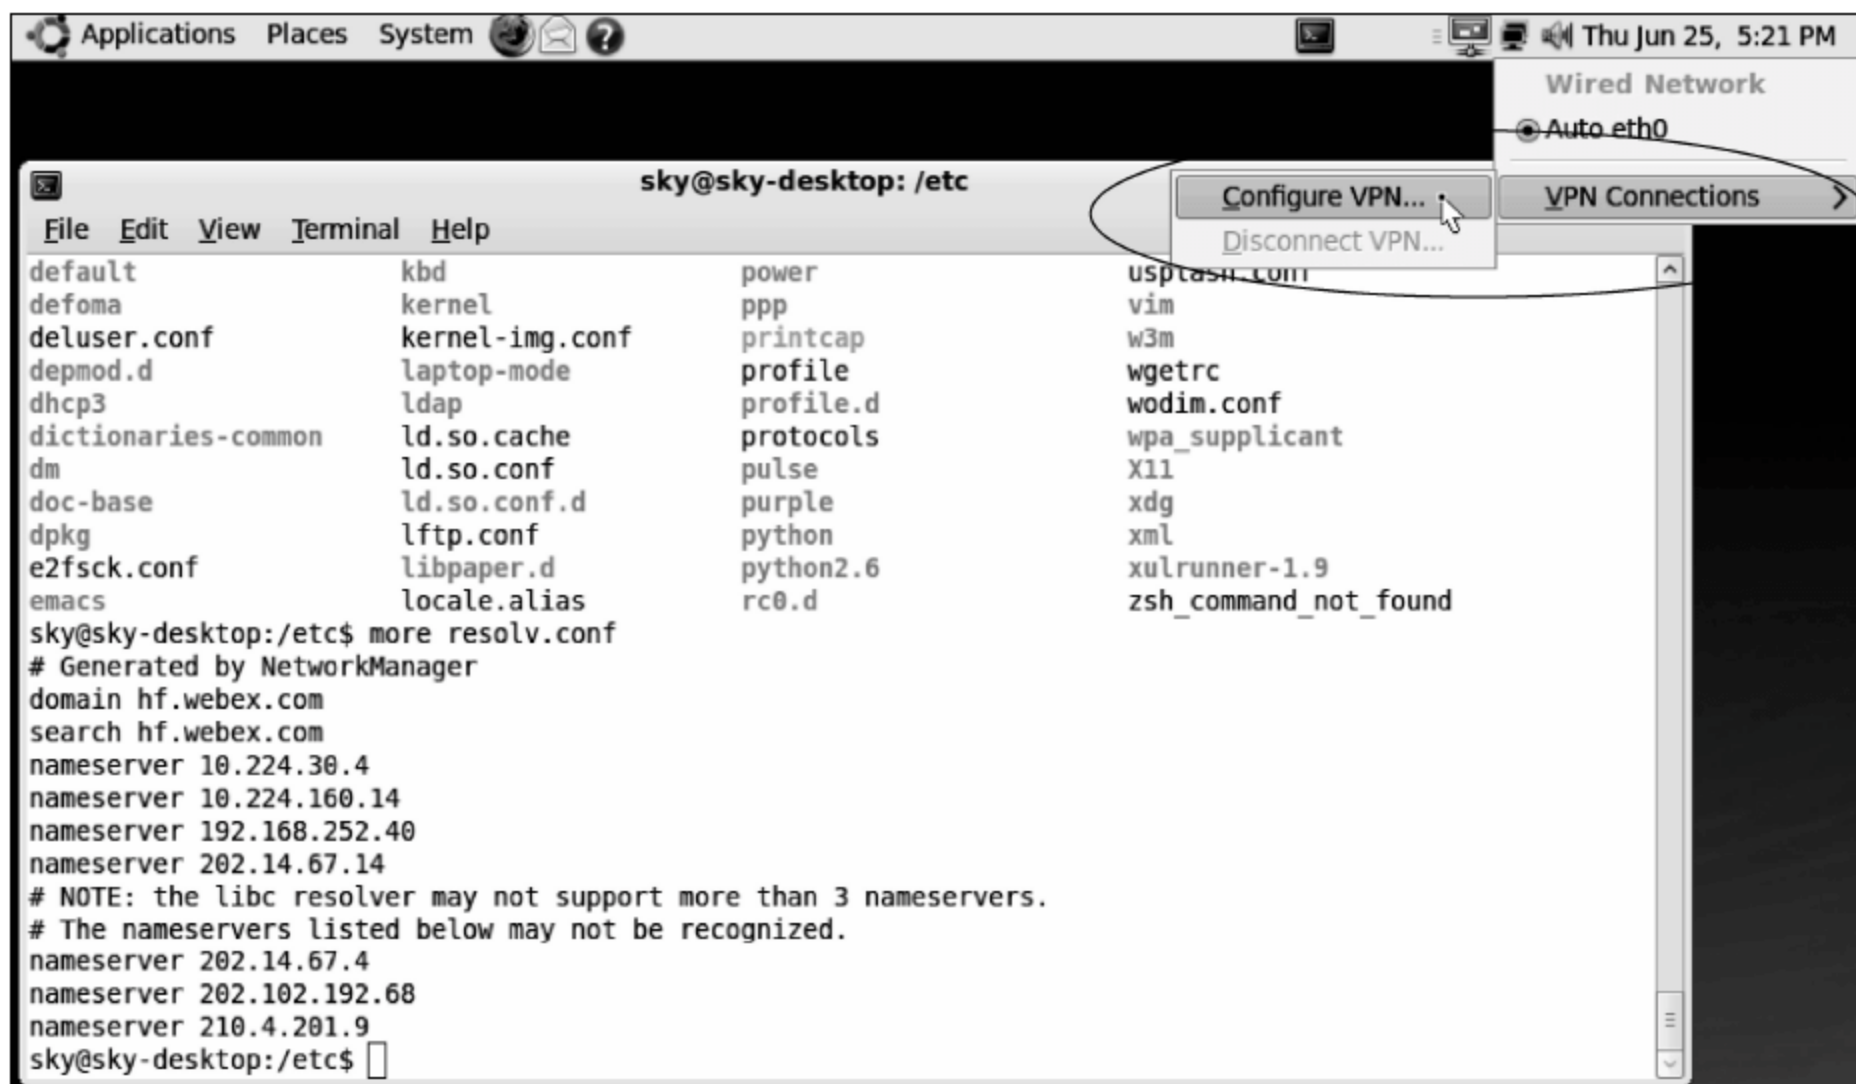 Applications Places System Thu Jun 25, 5:21 PM
Wired Network
Auto eth0
VPN Connections
Configure VPN...
Disconnect VPN...
sky@sky-desktop: /etc
File Edit View Terminal Help
default kbd power usplash.conf
defoma kernel ppp vim
deluser.conf kernel-img.conf printcap w3m
depmod.d laptop-mode profile wgetrc
dhcp3 ldap profile.d wodim.conf
dictionaries-common ld.so.cache protocols wpa_supplicant
dm ld.so.conf pulse X11
doc-base ld.so.conf.d purple xdg
dpkg lftp.conf python xml
e2fsck.conf libpaper.d python2.6 xulrunner-1.9
emacs locale.alias rc0.d zsh_command_not_found
sky@sky-desktop:/etc$ more resolv.conf
# Generated by NetworkManager
domain hf.webex.com
search hf.webex.com
nameserver 10.224.30.4
nameserver 10.224.160.14
nameserver 192.168.252.40
nameserver 202.14.67.14
# NOTE: the libc resolver may not support more than 3 nameservers.
# The nameservers listed below may not be recognized.
nameserver 202.14.67.4
nameserver 202.102.192.68
nameserver 210.4.201.9
sky@sky-desktop:/etc$